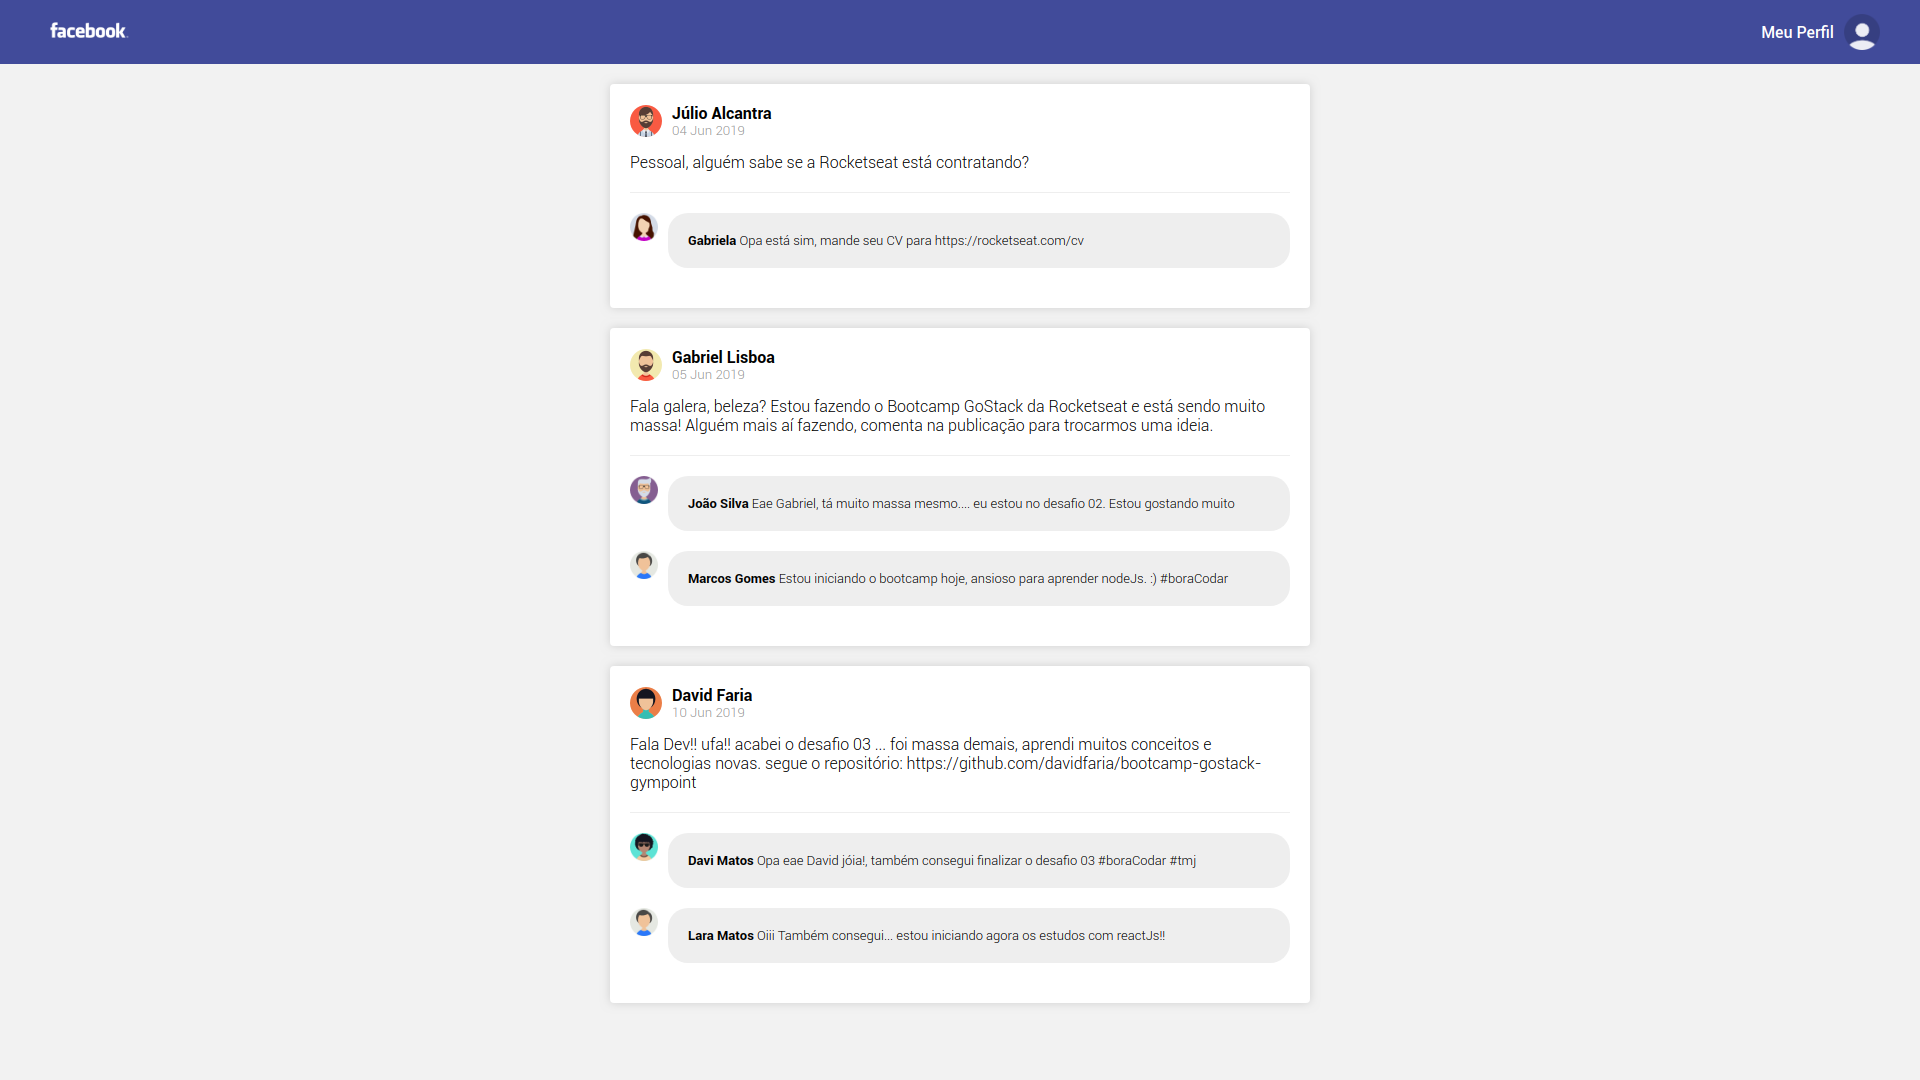 facebook
Meu Perfil
Júlio Alcantra
04 Jun 2019
Pessoal, alguém sabe se a Rocketseat está contratando?
Gabriela Opa está sim, mande seu CV para https://rocketseat.com/cv
Gabriel Lisboa
05 Jun 2019
Fala galera, beleza? Estou fazendo o Bootcamp GoStack da Rocketseat e está sendo muito
massa! Alguém mais aí fazendo, comenta na publicação para trocarmos uma ideia.
João Silva Eae Gabriel, tá muito massa mesmo.... eu estou no desafio 02. Estou gostando muito
Marcos Gomes Estou iniciando o bootcamp hoje, ansioso para aprender nodeJs. :) #boraCodar
David Faria
10 Jun 2019
Fala Dev!! ufa!! acabei o desafio 03 ... foi massa demais, aprendi muitos conceitos e
tecnologias novas. segue o repositório: https://github.com/davidfaria/bootcamp-gostack-
gympoint
Davi Matos Opa eae David jóia!, também consegui finalizar o desafio 03 #boraCodar #tmj
Lara Matos Oiii Também consegui... estou iniciando agora os estudos com reactJs!!